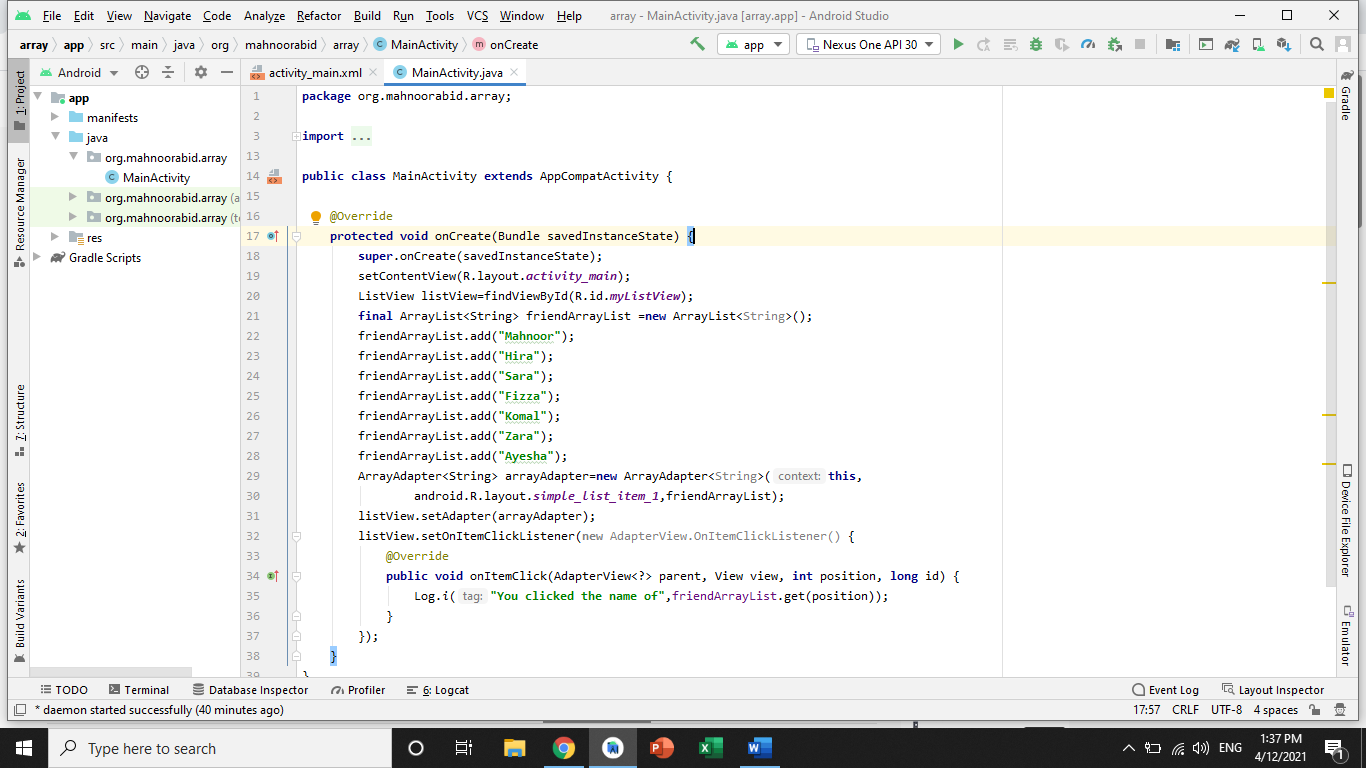 File Edit View Navigate Code Analyze Refactor Build Run Tools VCS Window Help array - MainActivity.java [array.app] - Android Studio
array app src main java org mahnoorabid array MainActivity onCreate app Nexus One API 30
Android activity_main.xml MainActivity.java
1: Project
Resource Manager
7: Structure
2: Favorites
Build Variants
app
manifests
java
org.mahnoorabid.array
MainActivity
org.mahnoorabid.array (a
org.mahnoorabid.array (te
res
Gradle Scripts
1 package org.mahnoorabid.array;
2
3 import ...
13
14 public class MainActivity extends AppCompatActivity {
15
16 @Override
17 protected void onCreate(Bundle savedInstanceState) {
18 super.onCreate(savedInstanceState);
19 setContentView(R.layout.activity_main);
20 ListView listView=findViewById(R.id.myListView);
21 final ArrayList<String> friendArrayList =new ArrayList<String>();
22 friendArrayList.add("Mahnoor");
23 friendArrayList.add("Hira");
24 friendArrayList.add("Sara");
25 friendArrayList.add("Fizza");
26 friendArrayList.add("Komal");
27 friendArrayList.add("Zara");
28 friendArrayList.add("Ayesha");
29 ArrayAdapter<String> arrayAdapter=new ArrayAdapter<String>( context: this,
30 android.R.layout.simple_list_item_1,friendArrayList);
31 listView.setAdapter(arrayAdapter);
32 listView.setOnItemClickListener(new AdapterView.OnItemClickListener() {
33 @Override
34 public void onItemClick(AdapterView<?> parent, View view, int position, long id) {
35 Log.i( tag: "You clicked the name of",friendArrayList.get(position));
36 }
37 });
38 }
39 }
Gradle
Device File Explorer
Emulator
TODO Terminal Database Inspector Profiler 6: Logcat Event Log Layout Inspector
* daemon started successfully (40 minutes ago) 17:57 CRLF UTF-8 4 spaces
Type here to search ENG 1:37 PM
4/12/2021 1